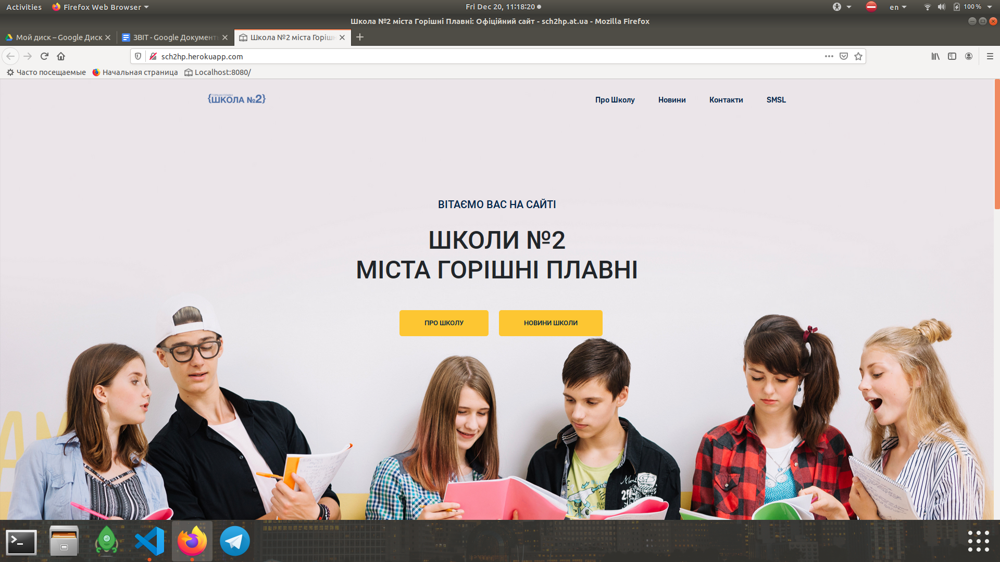 Activities
Firefox Web Browser
Fri Dec 20, 11:18:20
en
100 %
Школа №2 міста Горішні Плавні: Офіційний сайт - sch2hp.at.ua - Mozilla Firefox
Мой диск – Google Диск
ЗВІТ - Google Документ
Школа №2 міста Горішн
sch2hp.herokuapp.com
Часто посещаемые
Начальная страница
Localhost:8080/
ГОРІШНІ ПЛАВНІ
{ШКОЛА №2}
Про Школу
Новини
Контакти
SMSL
ВІТАЄМО ВАС НА САЙТІ
ШКОЛИ №2
МІСТА ГОРІШНІ ПЛАВНІ
ПРО ШКОЛУ
НОВИНИ ШКОЛИ